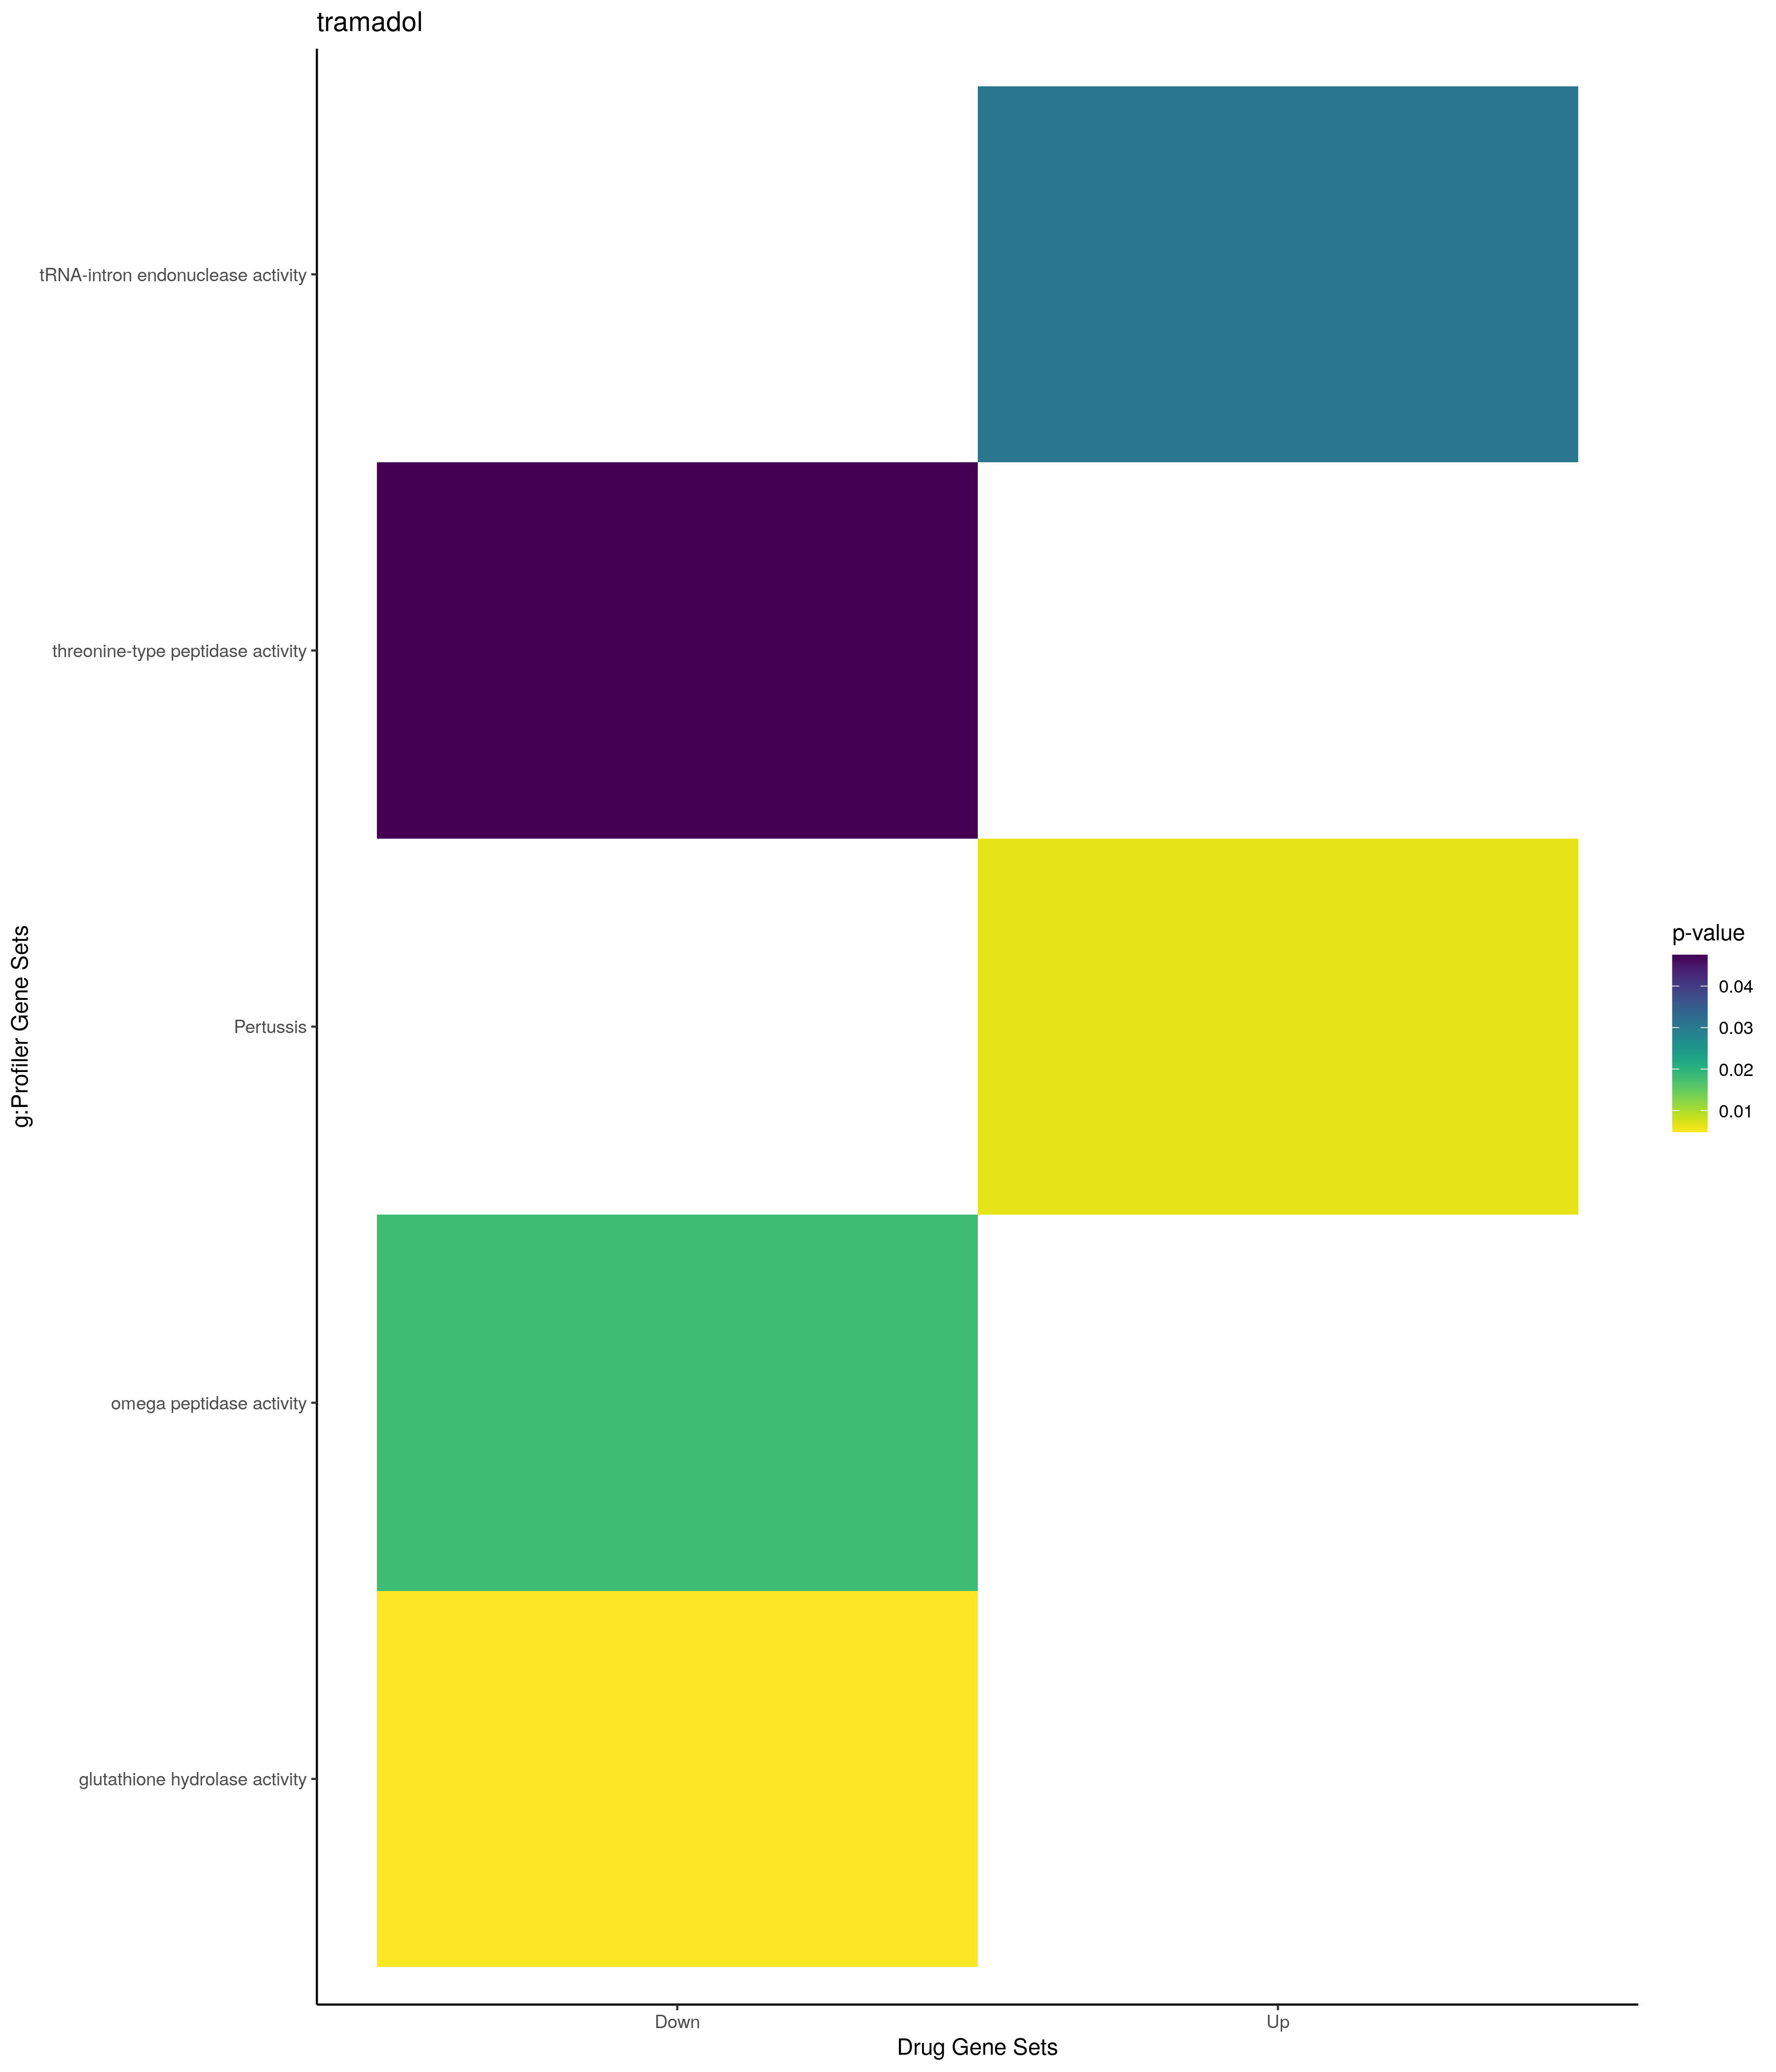 tramadol
tRNA-intron endonuclease activity
threonine-type peptidase activity
Pertussis
omega peptidase activity
glutathione hydrolase activity
g:Profiler Gene Sets
Down
Up
Drug Gene Sets
p-value
0.04
0.03
0.02
0.01